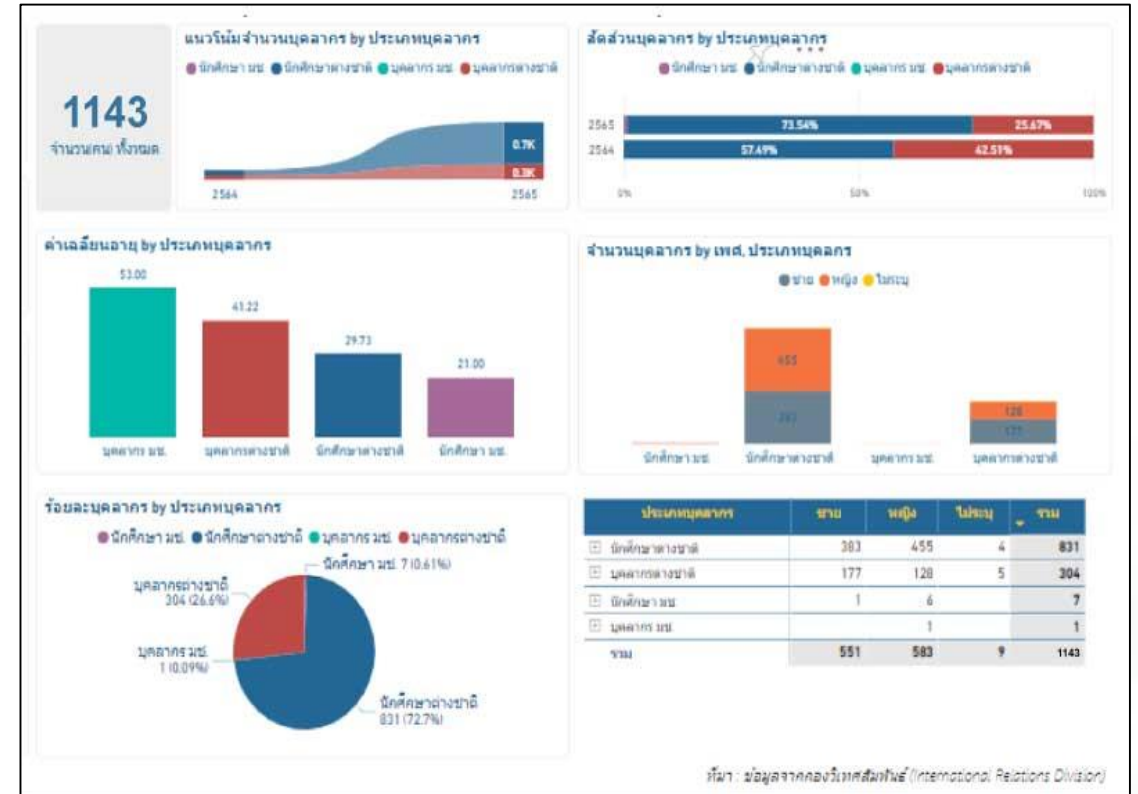 1143
จำนวน(คน) ทั้งหมด
แนวโน้มจำนวนบุคลากร by ประเภทบุคลากร
นักศึกษา มช. นักศึกษาต่างชาติ บุคลากร มช. บุคลากรต่างชาติ
0.7K
0.3K
2564 2565
สัดส่วนบุคลากร by ประเภทบุคลากร
นักศึกษา มช. นักศึกษาต่างชาติ บุคลากร มช. บุคลากรต่างชาติ
2565 73.54% 25.67%
2564 57.49% 42.51%
0% 50% 100%
ค่าเฉลี่ยนอายุ by ประเภทบุคลากร
53.00
41.22
29.73
21.00
บุคลากร มช. บุคลากรต่างชาติ นักศึกษาต่างชาติ นักศึกษา มช.
จำนวนบุคลากร by เพศ, ประเภทบุคลกร
ชาย หญิง ไม่ระบุ
455
383
128
177
นักศึกษา มช. นักศึกษาต่างชาติ บุคลากร มช. บุคลากรต่างชาติ
ร้อยละบุคลากร by ประเภทบุคลากร
นักศึกษา มช. นักศึกษาต่างชาติ บุคลากร มช. บุคลากรต่างชาติ
นักศึกษา มช. 7 (0.61%)
บุคลากรต่างชาติ
304 (26.6%)
บุคลากร มช.
1 (0.09%)
นักศึกษาต่างชาติ
831 (72.7%)
ประเภทบุคลากร ชาย หญิง ไม่ระบุ รวม
นักศึกษาต่างชาติ 383 455 4 831
บุคลากรต่างชาติ 177 128 5 304
นักศึกษา มช. 1 6 7
บุคลากร มช. 1 1
รวม 551 583 9 1143
ที่มา : ข้อมูลจากกองวิเทศสัมพันธ์ (International Relations Division)